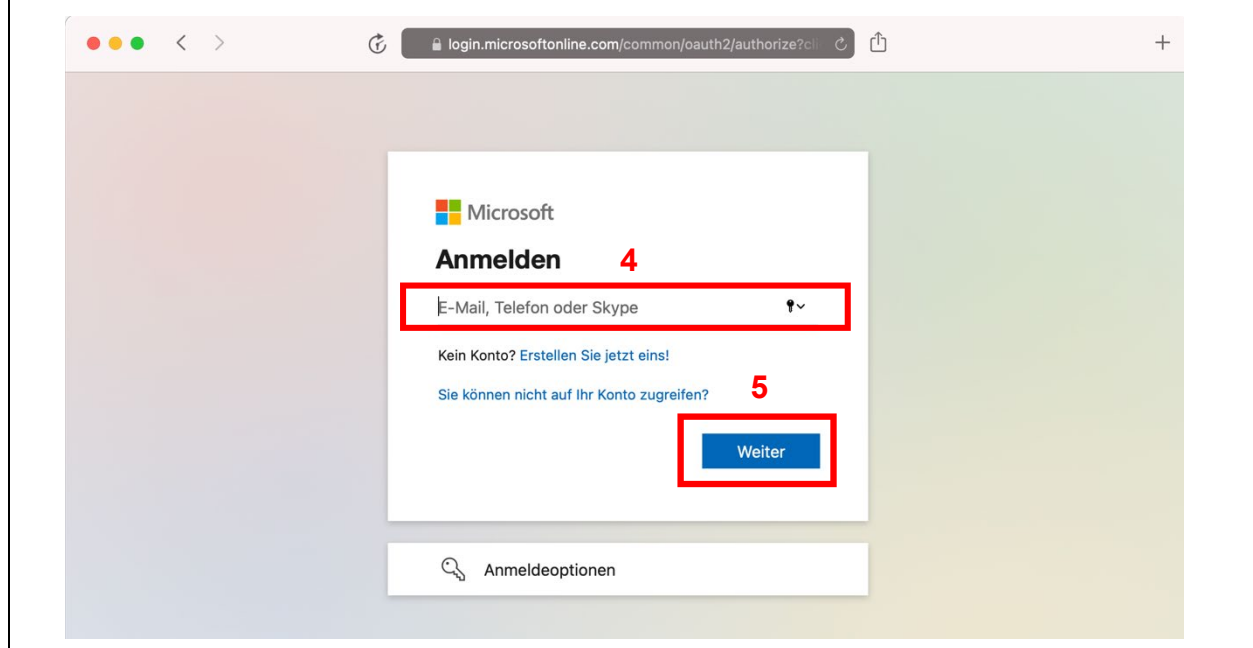 login.microsoftonline.com/common/oauth2/authorize?cli
Microsoft
Anmelden
4
E-Mail, Telefon oder Skype
Kein Konto? Erstellen Sie jetzt eins!
Sie können nicht auf Ihr Konto zugreifen?
5
Weiter
Anmeldeoptionen